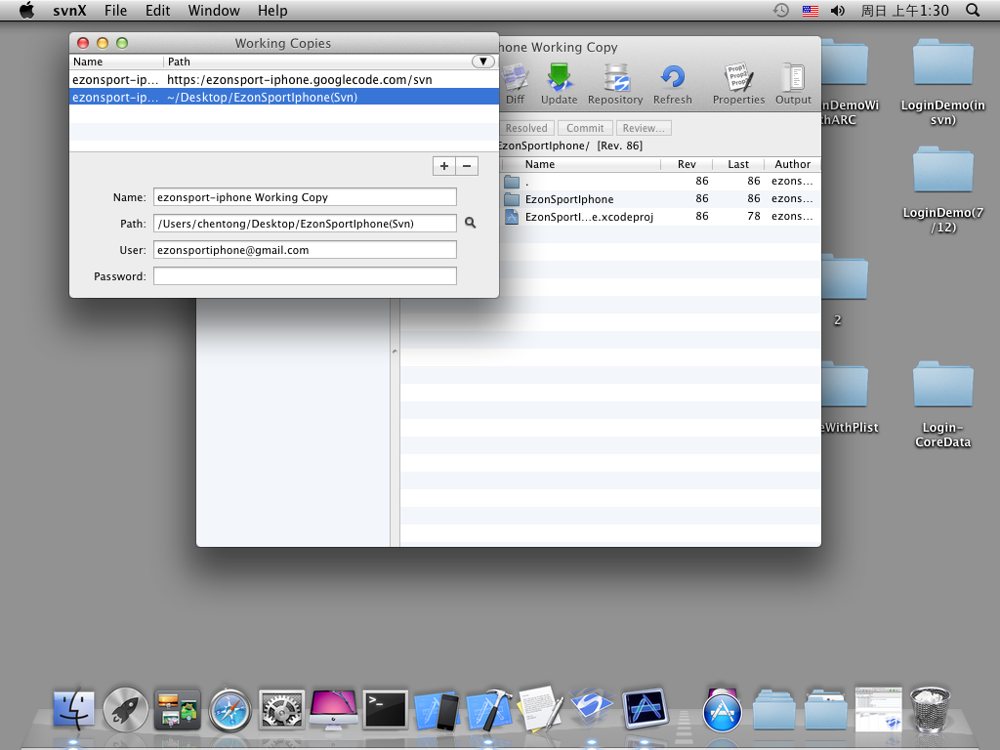 svnX File Edit Window Help 周日 上午1:30
Working Copies
Name Path
ezonsport-ip... https:/ezonsport-iphone.googlecode.com/svn
ezonsport-ip... ~/Desktop/EzonSportIphone(Svn)
Name: ezonsport-iphone Working Copy
Path: /Users/chentong/Desktop/EzonSportIphone(Svn)
User: ezonsportiphone@gmail.com
Password:
hone Working Copy
Diff Update Repository Refresh Properties Output
Resolved Commit Review...
EzonSportIphone/ [Rev. 86]
Name Rev Last Author
. 86 86 ezons...
EzonSportIphone 86 86 ezons...
EzonSportI...e.xcodeproj 86 78 ezons...
nDemoWi
thARC
LoginDemo(in
svn)
LoginDemo(7
/12)
2
eWithPlist
Login-
CoreData